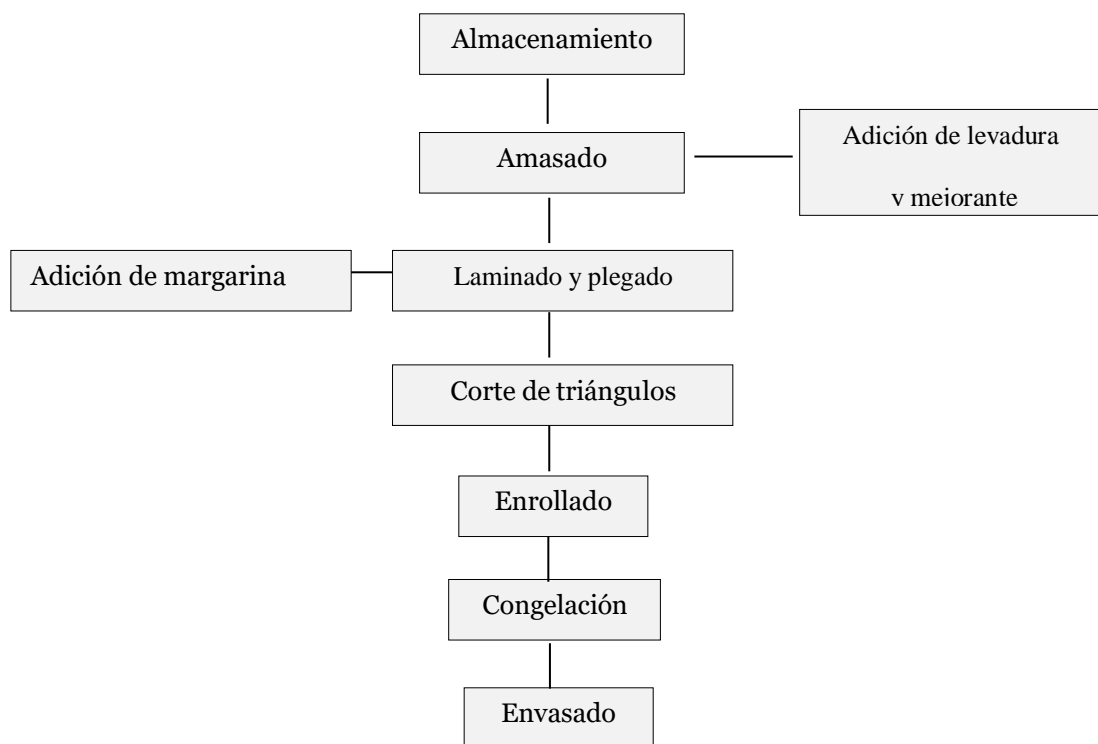 Almacenamiento
Amasado
Adición de levadura
y mejorante
Adición de margarina
Laminado y plegado
Corte de triángulos
Enrollado
Congelación
Envasado